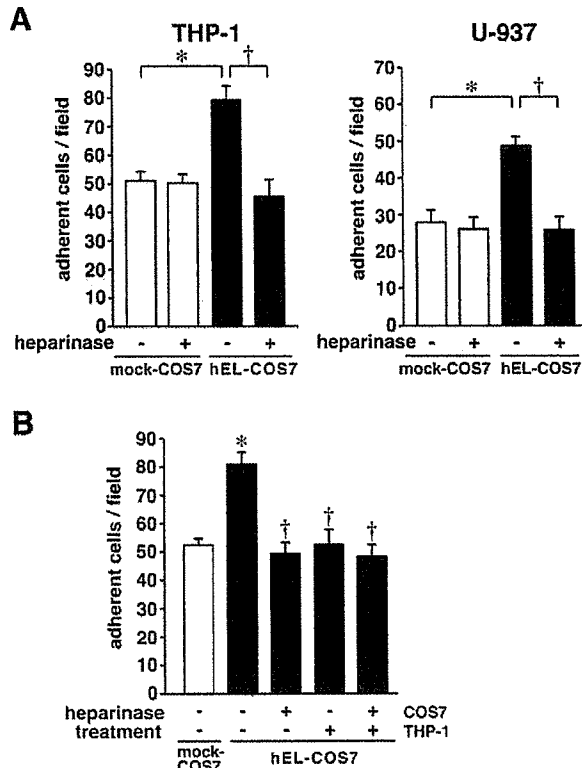 A
THP-1
U-937
* †
* †
adherent cells / field
90
80
70
60
50
40
30
20
10
0
heparinase - + - +
mock-COS7 hEL-COS7
adherent cells / field
70
60
50
40
30
20
10
0
heparinase - + - +
mock-COS7 hEL-COS7
B
adherent cells / field
90
80
70
60
50
40
30
20
10
0
* † † †
heparinase - - + - + COS7
treatment - - - + + THP-1
mock-
COS7
hEL-COS7